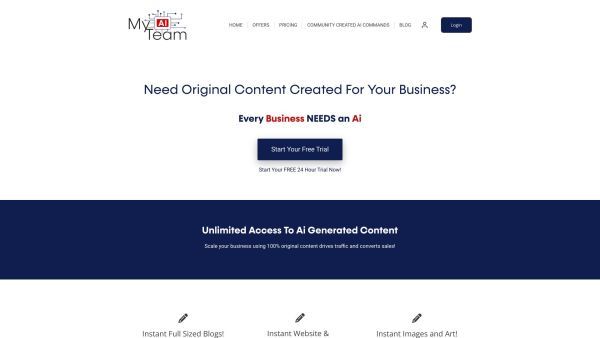 My AI Team
HOME
OFFERS
PRICING
COMMUNITY CREATED AI COMMANDS
BLOG
Login
Need Original Content Created For Your Business?
Every Business NEEDS an Ai
Start Your Free Trial
Start Your FREE 24 Hour Trial Now!
Unlimited Access To Ai Generated Content
Scale your business using 100% original content drives traffic and converts sales!
Instant Full Sized Blogs!
Instant Website &
Instant Images and Art!